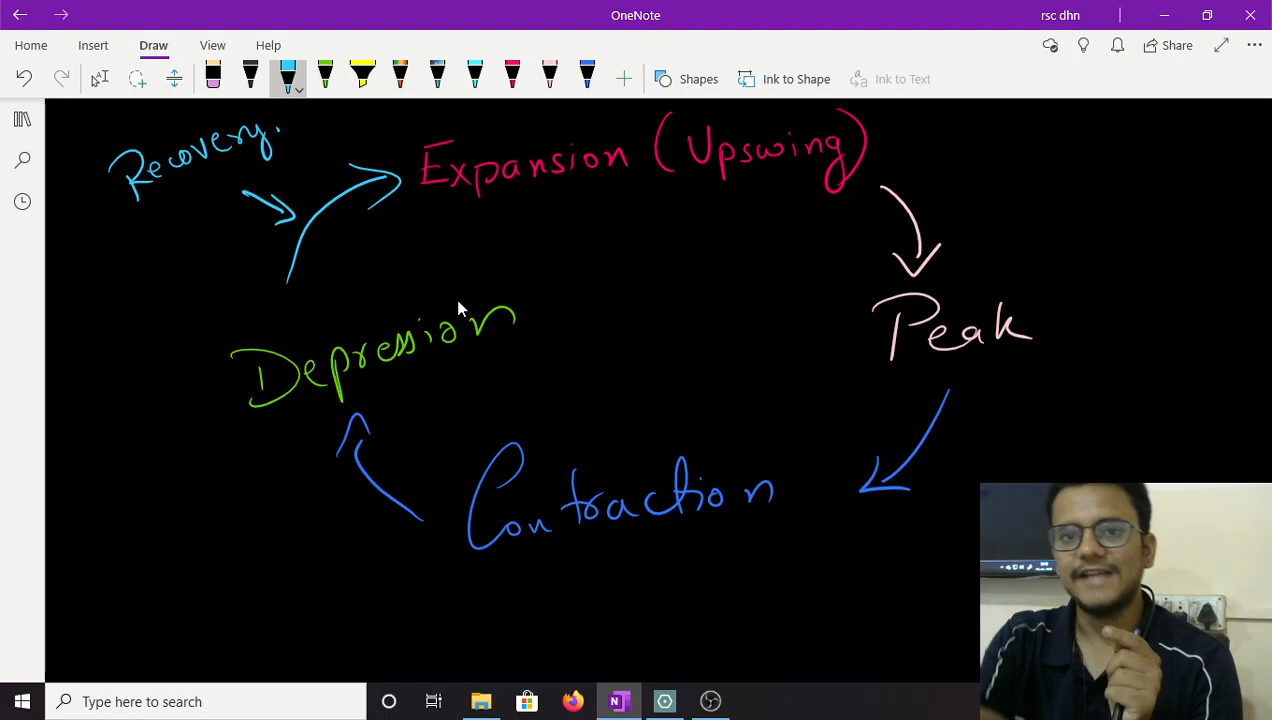 OneNote
rsc dhn
Home Insert Draw View Help
Share
Shapes Ink to Shape Ink to Text
Recovery.
Expansion (Upswing)
Peak
Depression
Contraction
Type here to search